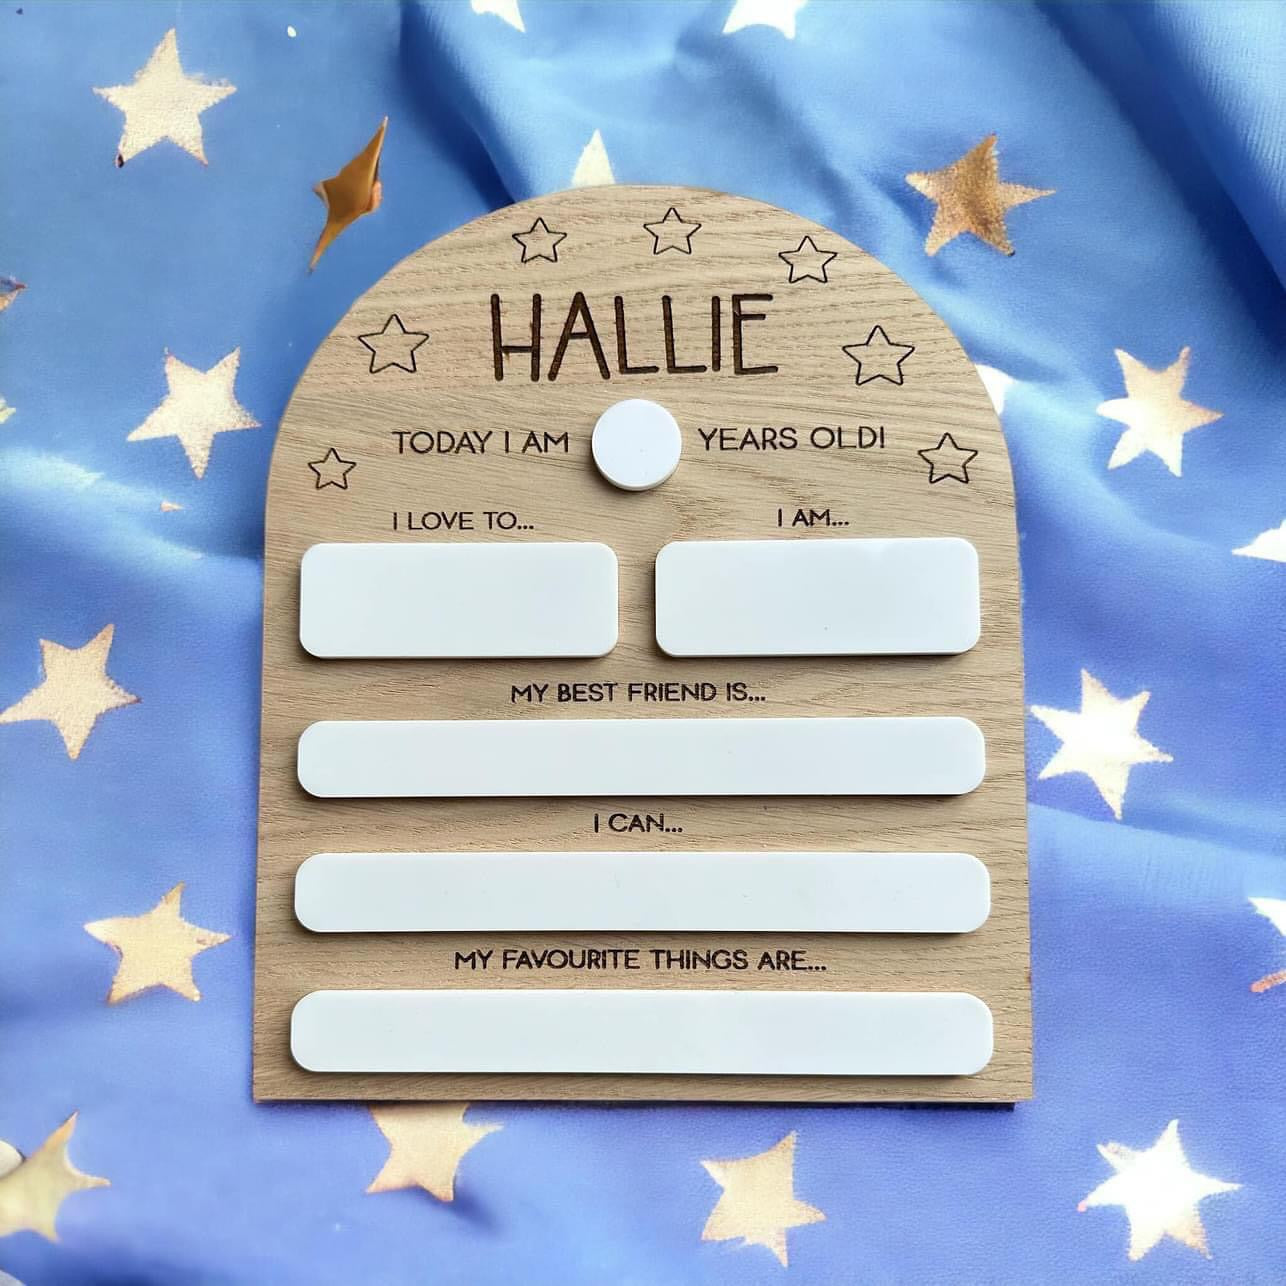 HALLIE
TODAY I AM YEARS OLD!
I LOVE TO... I AM...
MY BEST FRIEND IS...
I CAN...
MY FAVOURITE THINGS ARE...